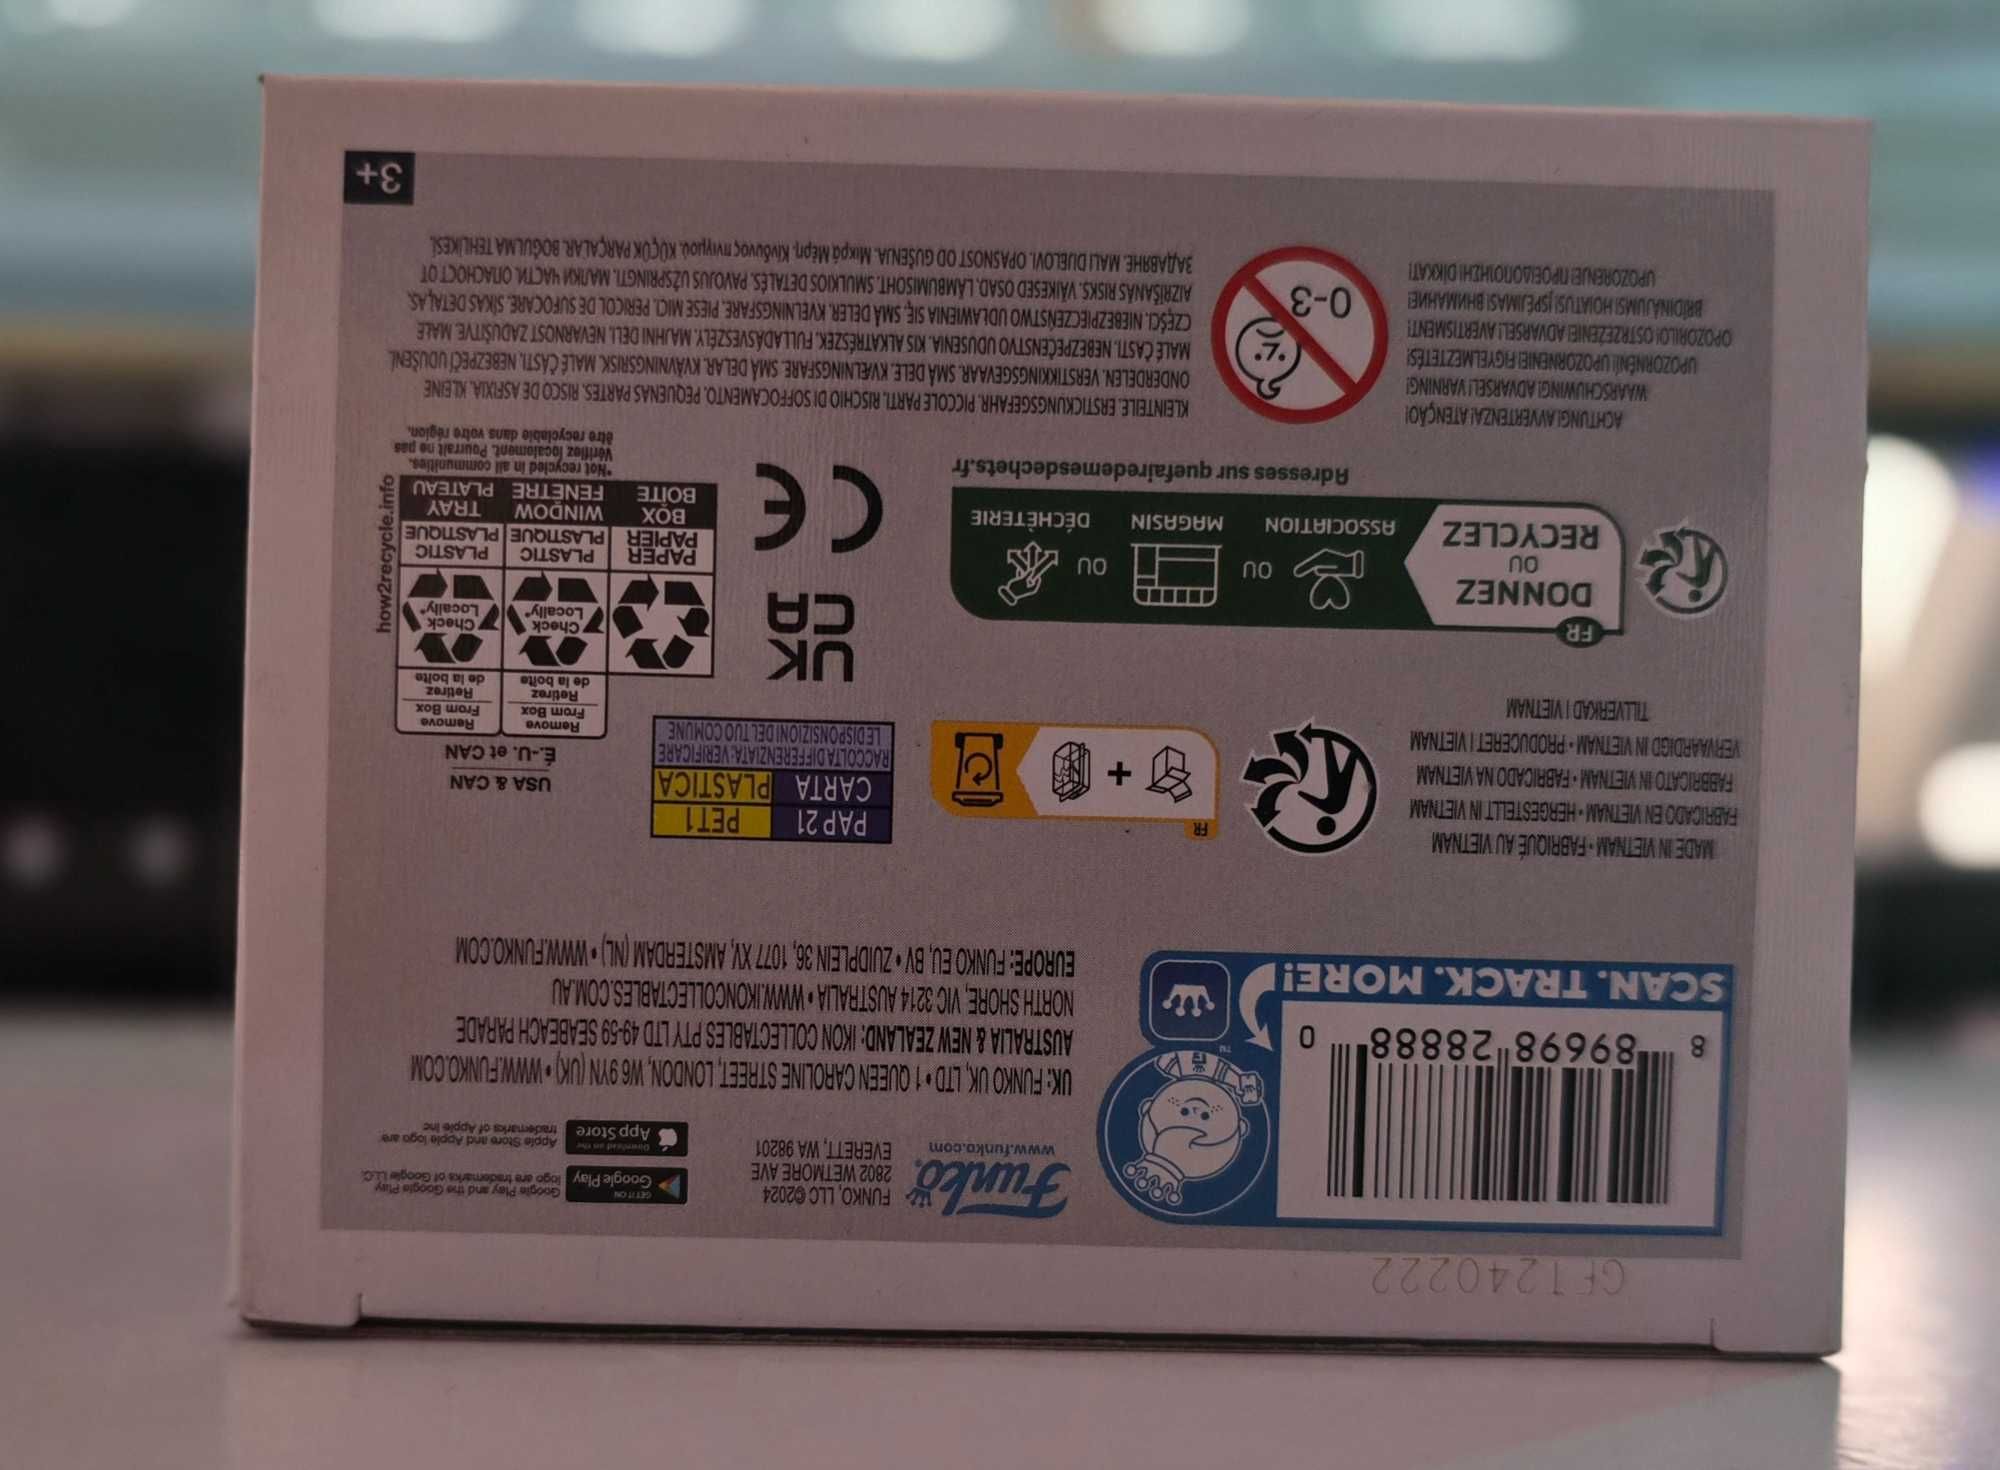 GFT240222
8 89698 28888 0
SCAN. TRACK. MORE!
TM
Funko
www.funko.com
FUNKO, LLC ©2024
2802 WETMORE AVE
EVERETT, WA 98201
GET IT ON
Google Play
Google Play and the Google Play
logo are trademarks of Google LLC.
Download on the
App Store
Apple Store and Apple logo are
trademarks of Apple Inc
UK: FUNKO UK, LTD • 1 QUEEN CAROLINE STREET, LONDON, W6 9YN (UK) • WWW.FUNKO.COM
AUSTRALIA & NEW ZEALAND: IKON COLLECTABLES PTY LTD 49-59 SEABEACH PARADE
NORTH SHORE, VIC 3214 AUSTRALIA • WWW.IKONCOLLECTABLES.COM.AU
EUROPE: FUNKO EU, BV • ZUIDPLEIN 36, 1077 XV, AMSTERDAM (NL) • WWW.FUNKO.COM
MADE IN VIETNAM • FABRIQUÉ AU VIETNAM
FABRICADO EN VIETNAM • HERGESTELLT IN VIETNAM
FABBRICATO IN VIETNAM • FABRICADO NA VIETNAM
VERVAARDIGD IN VIETNAM • PRODUCERET I VIETNAM
TILLVERKAD I VIETNAM
FR
+
PAP 21 PET1
CARTA PLASTICA
RACCOLTA DIFFERENZIATA: VERIFICARE
LE DISPOSIZIONI DEL TUO COMUNE
USA & CAN
É.-U. et CAN
Remove
From Box
Retirez
de la boîte
Remove
From Box
Retirez
de la boîte
Check
Locally*
Check
Locally*
PAPER
PAPIER
PLASTIC
PLASTIQUE
PLASTIC
PLASTIQUE
BOX
BOÎTE
WINDOW
FENÊTRE
TRAY
PLATEAU
how2recycle.info
*Not recycled in all communities.
Vérifiez localement. Pourrait ne pas
être recyclable dans votre région.
UK
CA
CE
FR
DONNEZ
OU
RECYCLEZ
ASSOCIATION
OU
MAGASIN
OU
DÉCHÈTERIE
Adresses sur quefairedemesdechets.fr
ACHTUNG! AVVERTENZA! ATENÇÃO!
WAARSCHUWING! ADVARSEL! VARNING!
UPOZORNĚNÍ! UPOZORNENIE! FIGYELMEZTETÉS!
OPOZORILO! OSTRZEŻENIE! ADVARSEL! AVERTISMENT!
BRĪDINĀJUMS! HOIATUS! ĮSPĖJIMAS! ВНИМАНИЕ!
UPOZORENJE! ΠΡΟΕΙΔΟΠΟΙΗΣΗ! DİKKAT!
0-3
KLEINTEILE. ERSTICKUNGSGEFAHR. PICCOLE PARTI. RISCHIO DI SOFFOCAMENTO. PEQUENAS PARTES. RISCO DE ASFIXIA. KLEINE
ONDERDELEN. VERSTIKKINGSGEVAAR. SMÅ DELE. KVÆLNINGSFARE. SMÅ DELAR. KVÄVNINGSRISK. MALÉ ČÁSTI. NEBEZPEČÍ UDUŠENÍ.
MALÉ ČASTI. NEBEZPEČENSTVO UDUSENIA. KIS ALKATRÉSZEK. FULLADÁSVESZÉLY. MAJHNI DELI. NEVARNOST ZADUŠITVE. MAŁE
CZĘŚCI. NIEBEZPIECZEŃSTWO UDŁAWIENIA SIĘ. SMÅ DELER. KVELNINGSFARE. PIESE MICI. PERICOL DE SUFOCARE. SĪKAS DETAĻAS.
AIZRĪŠANĀS RISKS. VÄIKESED OSAD. LÄMBUMISOHT. SMULKIOS DETALĖS. PAVOJUS UŽSPRINGTI. МАЛКИ ЧАСТИ. ОПАСНОСТ ОТ
ЗАДАВЯНЕ. MALI DIJELOVI. OPASNOST OD GUŠENJA. Μικρά Μέρη. Κίνδυνος πνιγμού. KÜÇÜK PARÇALAR. BOĞULMA TEHLİKESİ.
3+